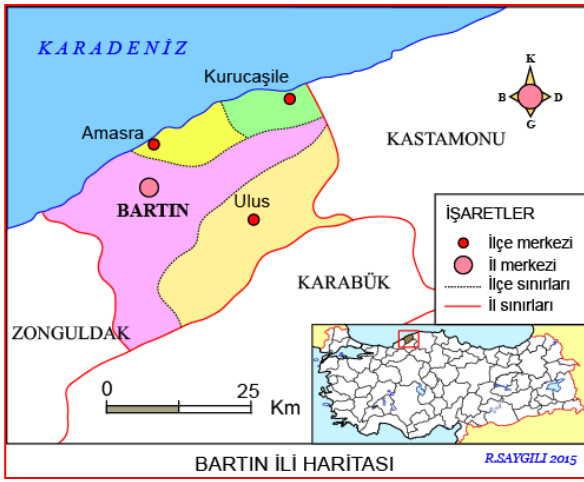 KARADENİZ
Kurucaşile
Amasra
K
B
D
G
KASTAMONU
BARTIN
Ulus
KARABÜK
ZONGULDAK
İŞARETLER
İlçe merkezi
İl merkezi
İlçe sınırları
İl sınırları
0 25
Km
BARTIN İLİ HARİTASI
R.SAYGILI 2015